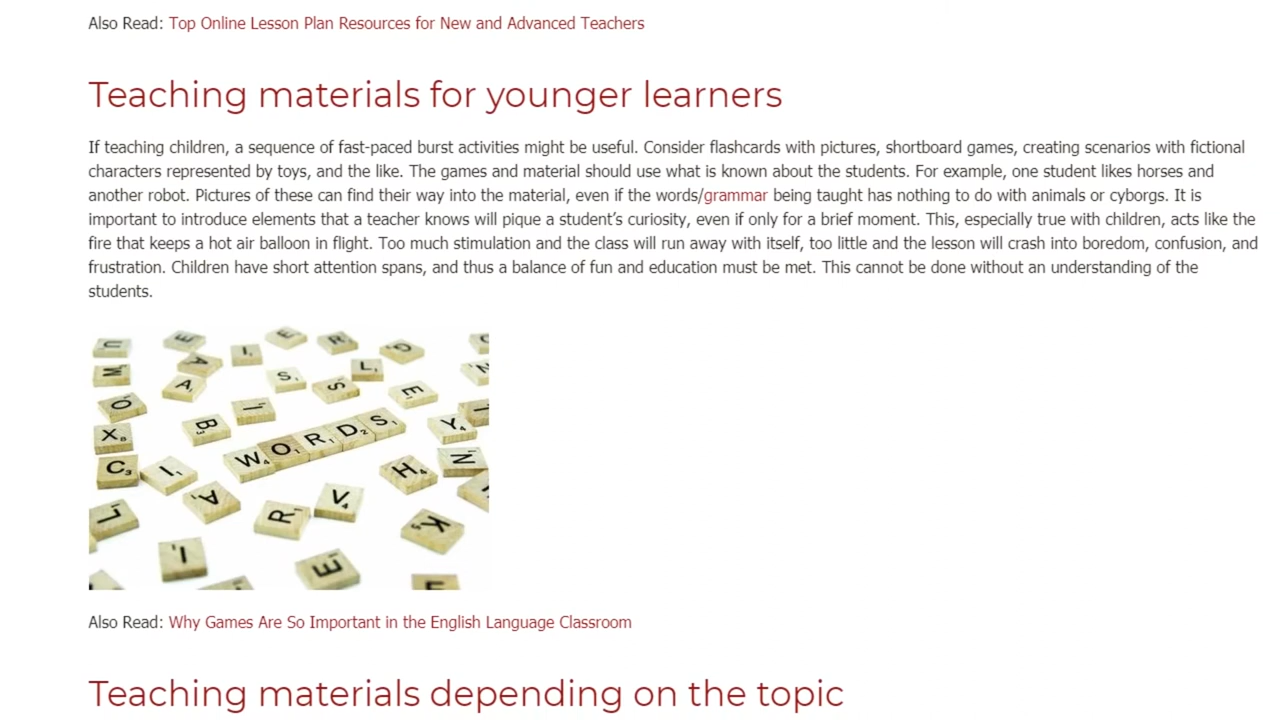 Also Read: Top Online Lesson Plan Resources for New and Advanced Teachers
Teaching materials for younger learners
If teaching children, a sequence of fast-paced burst activities might be useful. Consider flashcards with pictures, shortboard games, creating scenarios with fictional
characters represented by toys, and the like. The games and material should use what is known about the students. For example, one student likes horses and
another robot. Pictures of these can find their way into the material, even if the words/grammar being taught has nothing to do with animals or cyborgs. It is
important to introduce elements that a teacher knows will pique a student’s curiosity, even if only for a brief moment. This, especially true with children, acts like the
fire that keeps a hot air balloon in flight. Too much stimulation and the class will run away with itself, too little and the lesson will crash into boredom, confusion, and
frustration. Children have short attention spans, and thus a balance of fun and education must be met. This cannot be done without an understanding of the
students.
WORDS
Also Read: Why Games Are So Important in the English Language Classroom
Teaching materials depending on the topic